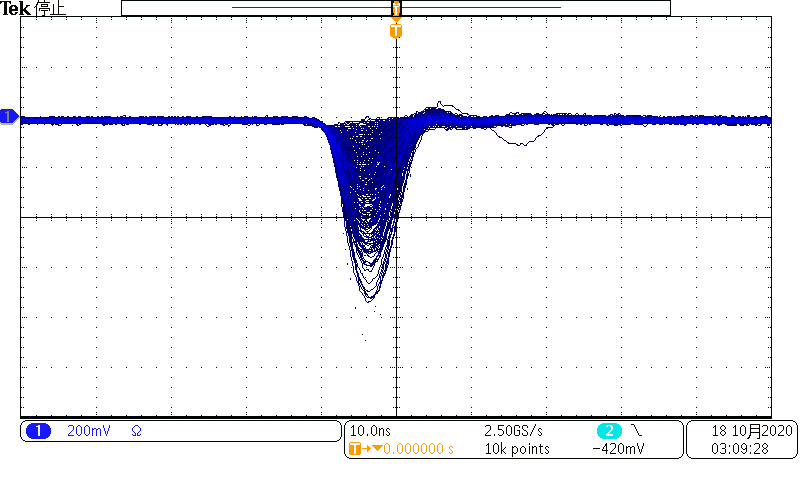 Tek 停止
T
T
1
1 200mV Ω
10.0ns 2.50GS/s 2
T→▼0.000000 s 10k points −420mV
18 10月2020
03:09:28